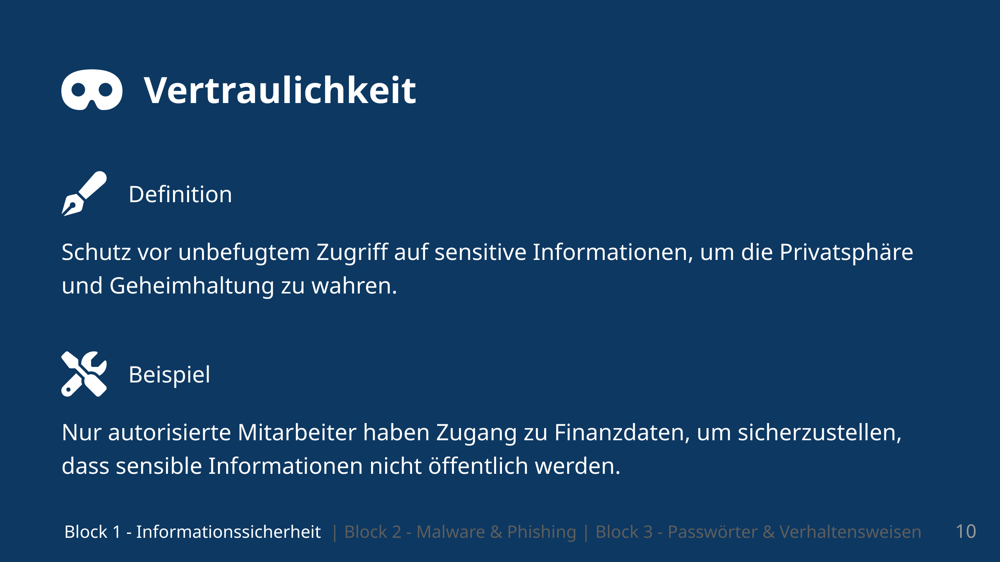 Vertraulichkeit
Definition
Schutz vor unbefugtem Zugriff auf sensitive Informationen, um die Privatsphäre
und Geheimhaltung zu wahren.
Beispiel
Nur autorisierte Mitarbeiter haben Zugang zu Finanzdaten, um sicherzustellen,
dass sensible Informationen nicht öffentlich werden.
Block 1 - Informationssicherheit | Block 2 - Malware & Phishing | Block 3 - Passwörter & Verhaltensweisen 10